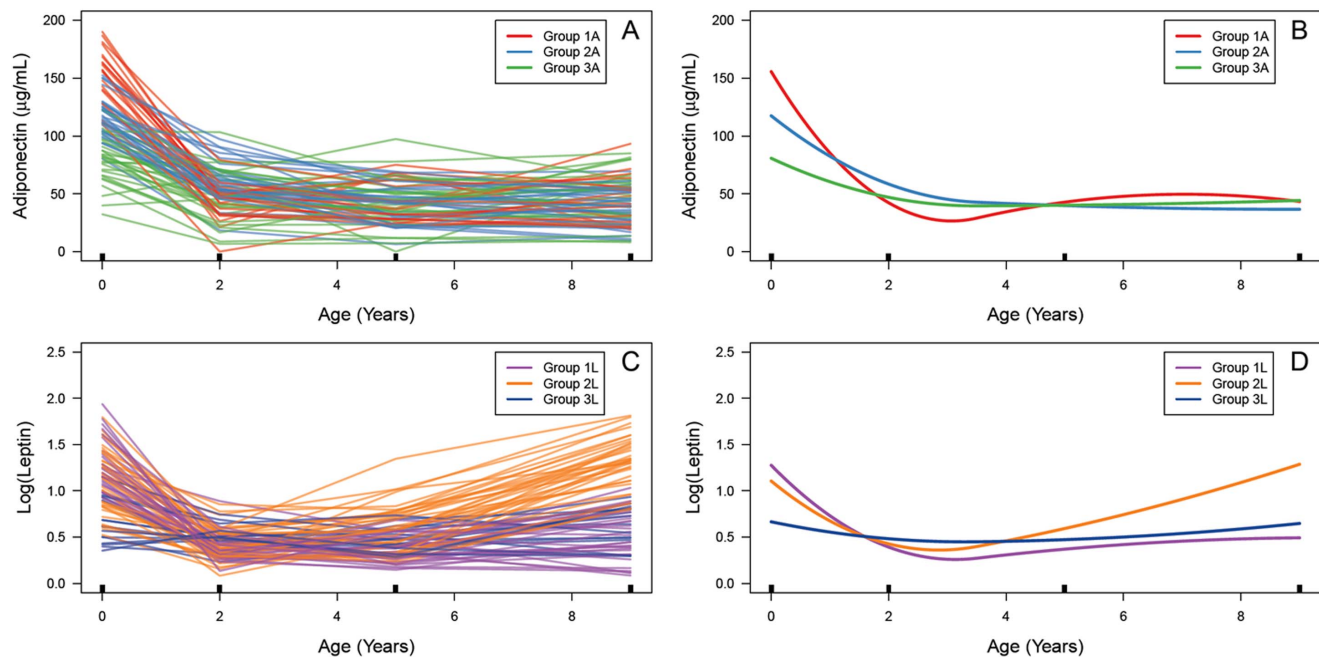 A
Group 1A
Group 2A
Group 3A
Adiponectin (µg/mL)
200
150
100
50
0
0 2 4 6 8
Age (Years)
B
Group 1A
Group 2A
Group 3A
Adiponectin (µg/mL)
200
150
100
50
0
0 2 4 6 8
Age (Years)
C
Group 1L
Group 2L
Group 3L
Log(Leptin)
2.5
2.0
1.5
1.0
0.5
0.0
0 2 4 6 8
Age (Years)
D
Group 1L
Group 2L
Group 3L
Log(Leptin)
2.5
2.0
1.5
1.0
0.5
0.0
0 2 4 6 8
Age (Years)